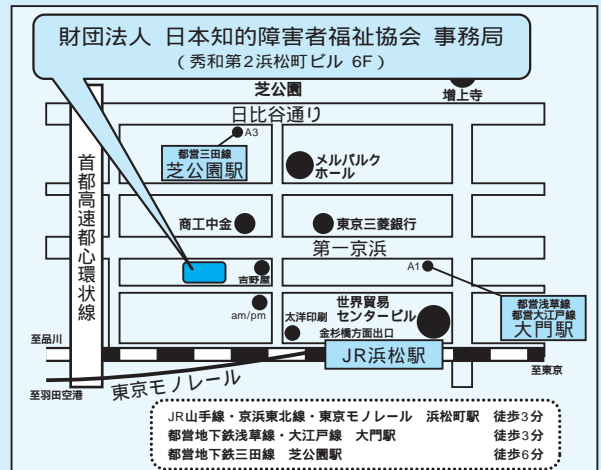 財団法人 日本知的障害者福祉協会 事務局
(秀和第2浜松町ビル 6F)
芝公園
増上寺
日比谷通り
A3
都営三田線
芝公園駅
メルパルク
ホール
首都高速都心環状線
商工中金
東京三菱銀行
第一京浜
吉野屋
A1
am/pm
太洋印刷
世界貿易
センタービル
金杉橋方面出口
都営浅草線
都営大江戸線
大門駅
至品川
JR浜松駅
至東京
至羽田空港
東京モノレール
JR山手線・京浜東北線・東京モノレール 浜松町駅 徒歩3分
都営地下鉄浅草線・大江戸線 大門駅 徒歩3分
都営地下鉄三田線 芝公園駅 徒歩6分